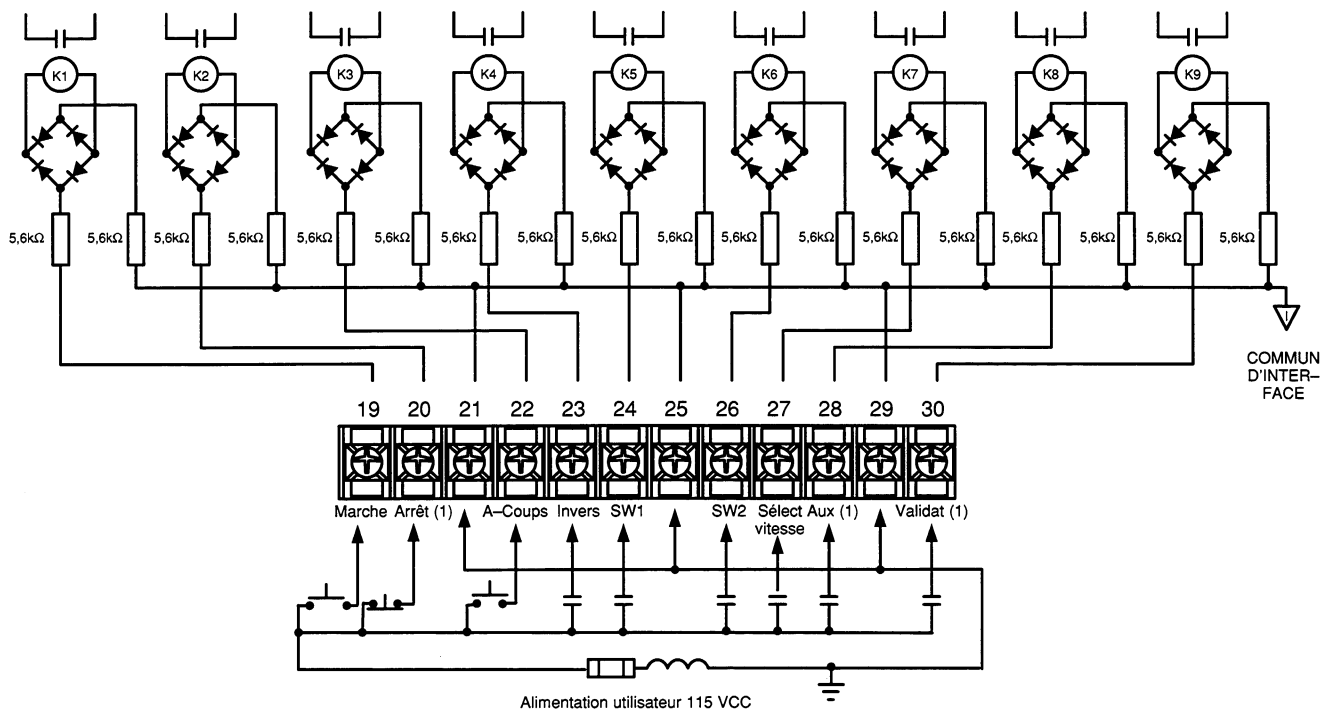 K1 K2 K3 K4 K5 K6 K7 K8 K9
5,6kΩ 5,6kΩ 5,6kΩ 5,6kΩ 5,6kΩ 5,6kΩ 5,6kΩ 5,6kΩ 5,6kΩ 5,6kΩ 5,6kΩ 5,6kΩ 5,6kΩ 5,6kΩ 5,6kΩ 5,6kΩ 5,6kΩ 5,6kΩ
I
COMMUN
D'INTER–
FACE
19 20 21 22 23 24 25 26 27 28 29 30
Marche Arrêt (1) A–Coups Invers SW1 SW2 Sélect Aux (1) Validat (1)
vitesse
Alimentation utilisateur 115 VCC